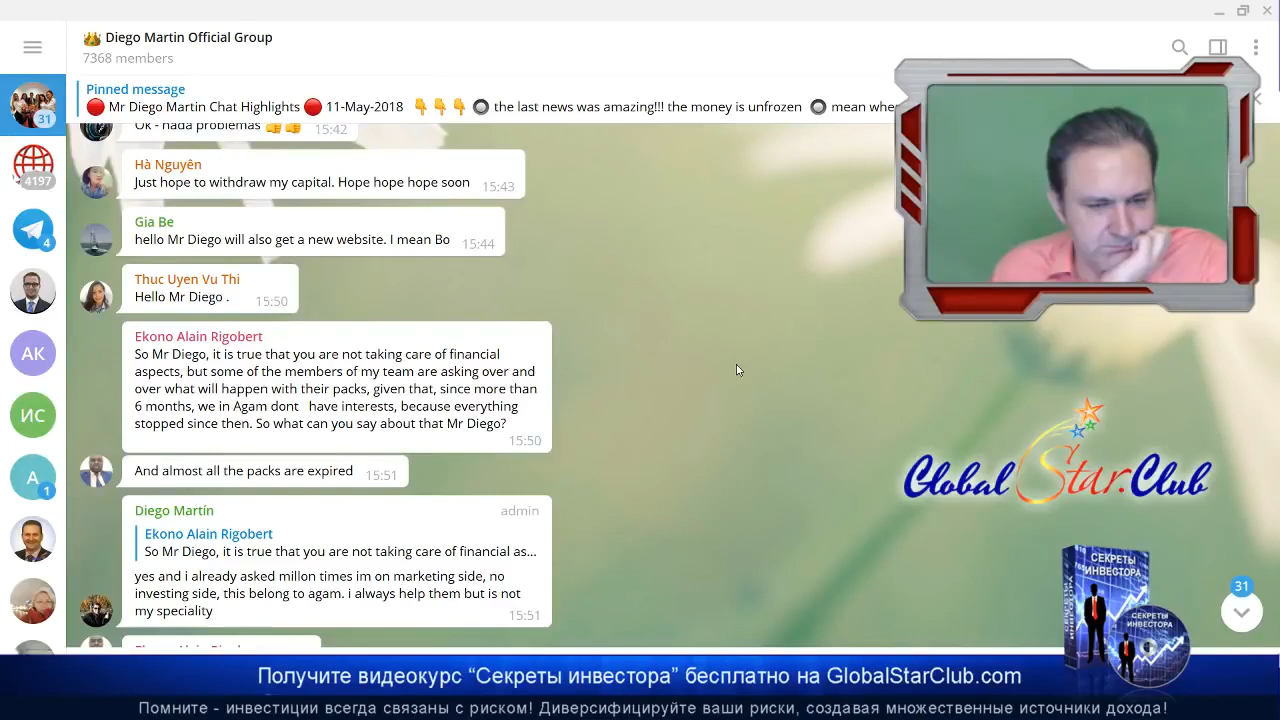 Diego Martin Official Group
7368 members
Pinned message
Mr Diego Martin Chat Highlights 🔴 11-May-2018 👇👇👇 🔘 the last news was amazing!!! the money is unfrozen 🔘 mean
31
Ok - nada problemas 👍👍 15:42
4197
Hà Nguyên
Just hope to withdraw my capital. Hope hope hope soon 15:43
Gia Be
4
hello Mr Diego will also get a new website. I mean Bo 15:44
Thuc Uyen Vu Thi
Hello Mr Diego . 15:50
Ekono Alain Rigobert
So Mr Diego, it is true that you are not taking care of financial
AK
aspects, but some of the members of my team are asking over and
over what will happen with their packs, given that, since more than
6 months, we in Agam dont have interests, because everything
ИС
stopped since then. So what can you say about that Mr Diego?
15:50
And almost all the packs are expired 15:51
A
1
Diego Martín admin
Ekono Alain Rigobert
So Mr Diego, it is true that you are not taking care of financial as...
yes and i already asked millon times im on marketing side, no
investing side, this belong to agam. i always help them but is not
my speciality 15:51
Global Star.Club
СЕКРЕТЫ
ИНВЕСТОРА
СЕКРЕТЫ
ИНВЕСТОРА
31
Получите видеокурс “Секреты инвестора” бесплатно на GlobalStarClub.com
Помните - инвестиции всегда связаны с риском! Диверсифицируйте ваши риски, создавая множественные источники дохода!